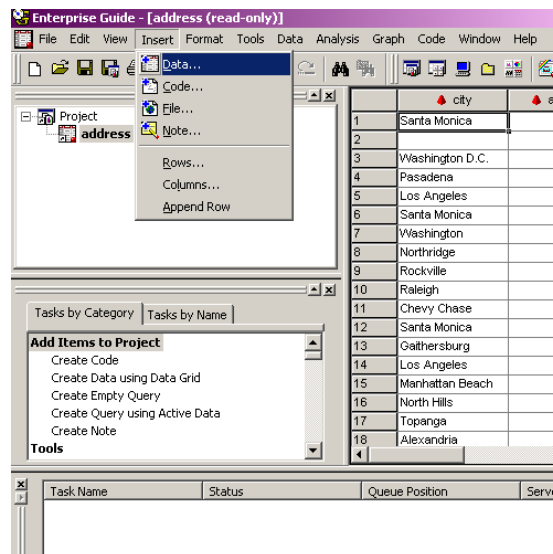 Enterprise Guide - [address (read-only)]
File Edit View Insert Format Tools Data Analysis Graph Code Window Help
Data...
Code...
File...
Note...
Rows...
Columns...
Append Row
Project
address
city
1 Santa Monica
2
3 Washington D.C.
4 Pasadena
5 Los Angeles
6 Santa Monica
7 Washington
8 Northridge
9 Rockville
10 Raleigh
11 Chevy Chase
12 Santa Monica
13 Gaithersburg
14 Los Angeles
15 Manhattan Beach
16 North Hills
17 Topanga
18 Alexandria
Tasks by Category Tasks by Name
Add Items to Project
Create Code
Create Data using Data Grid
Create Empty Query
Create Query using Active Data
Create Note
Tools
Task Name Status Queue Position Serve